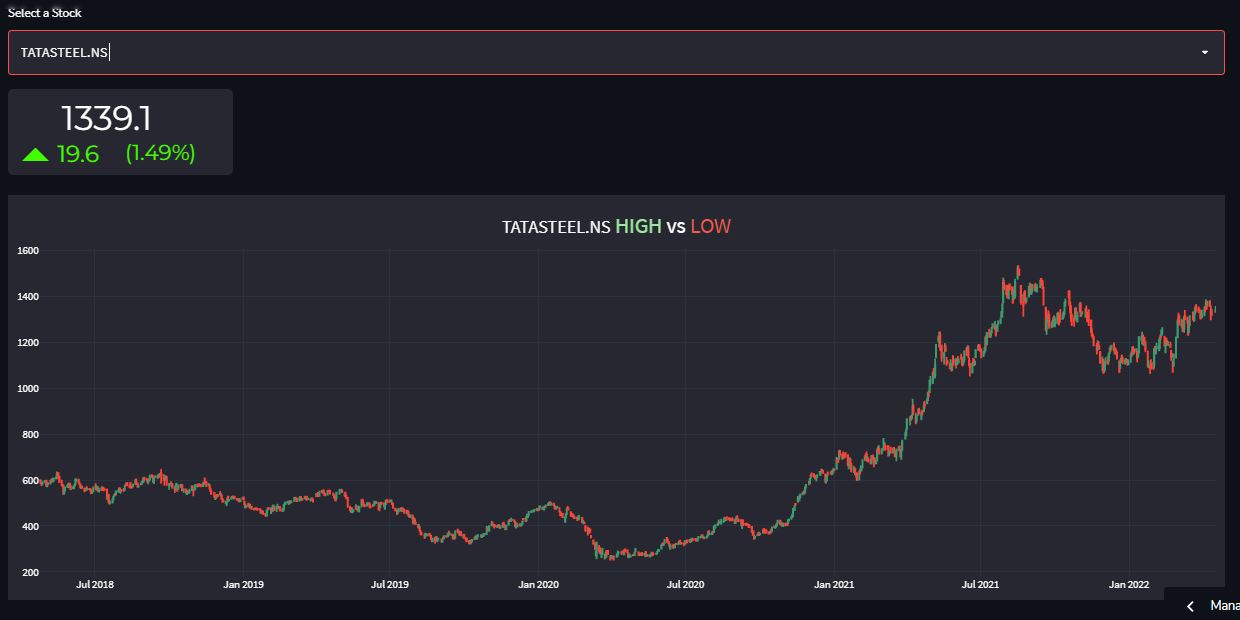 Select a Stock
TATASTEEL.NS
1339.1
19.6 (1.49%)
TATASTEEL.NS HIGH vs LOW
1600
1400
1200
1000
800
600
400
200
Jul 2018 Jan 2019 Jul 2019 Jan 2020 Jul 2020 Jan 2021 Jul 2021 Jan 2022
Mana